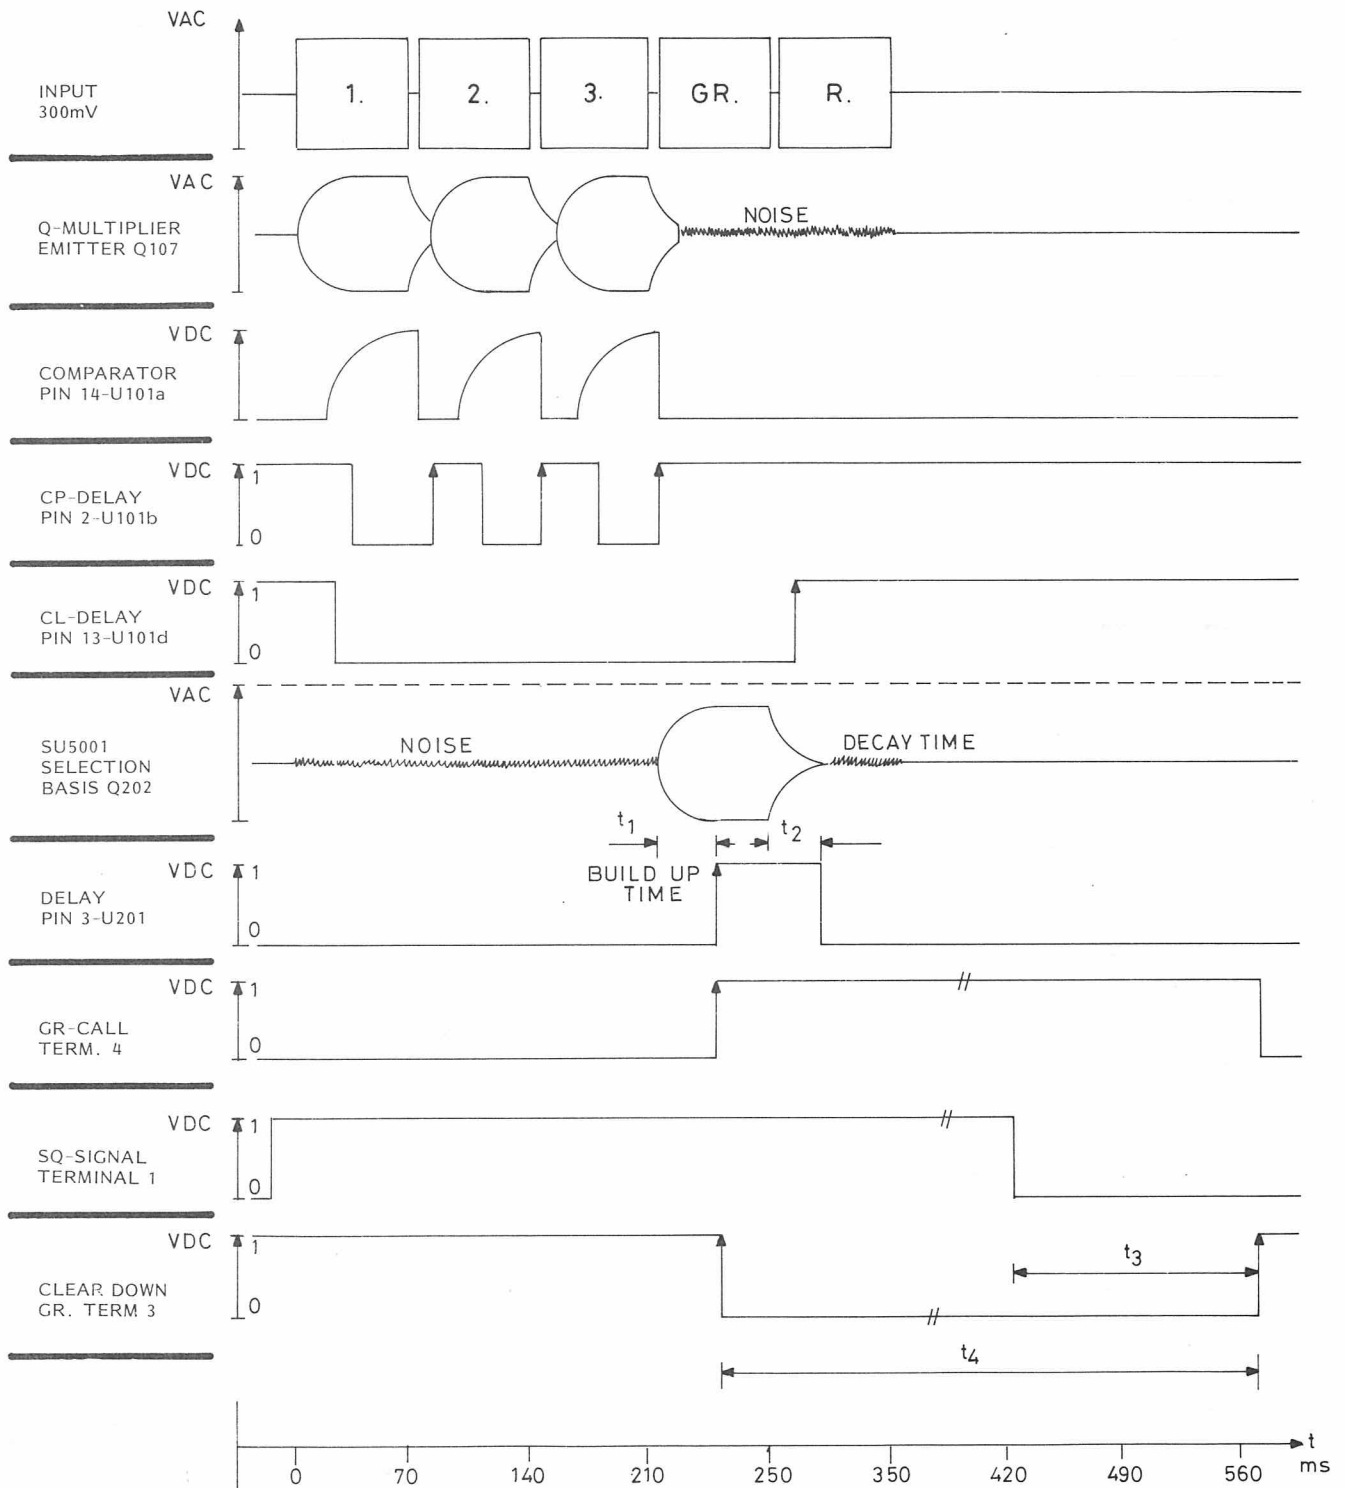 VAC
INPUT
300mV
1.
2.
3.
GR.
R.
VAC
Q-MULTIPLIER
EMITTER Q107
NOISE
VDC
COMPARATOR
PIN 14-U101a
VDC
1
CP-DELAY
PIN 2-U101b
0
VDC
1
CL-DELAY
PIN 13-U101d
0
VAC
SU5001
SELECTION
BASIS Q202
NOISE
DECAY TIME
t1
t2
BUILD UP
TIME
VDC
1
DELAY
PIN 3-U201
0
VDC
1
GR-CALL
TERM. 4
0
VDC
1
SQ-SIGNAL
TERMINAL 1
0
VDC
1
CLEAR DOWN
GR. TERM 3
0
t3
t4
t
ms
0 70 140 210 250 350 420 490 560